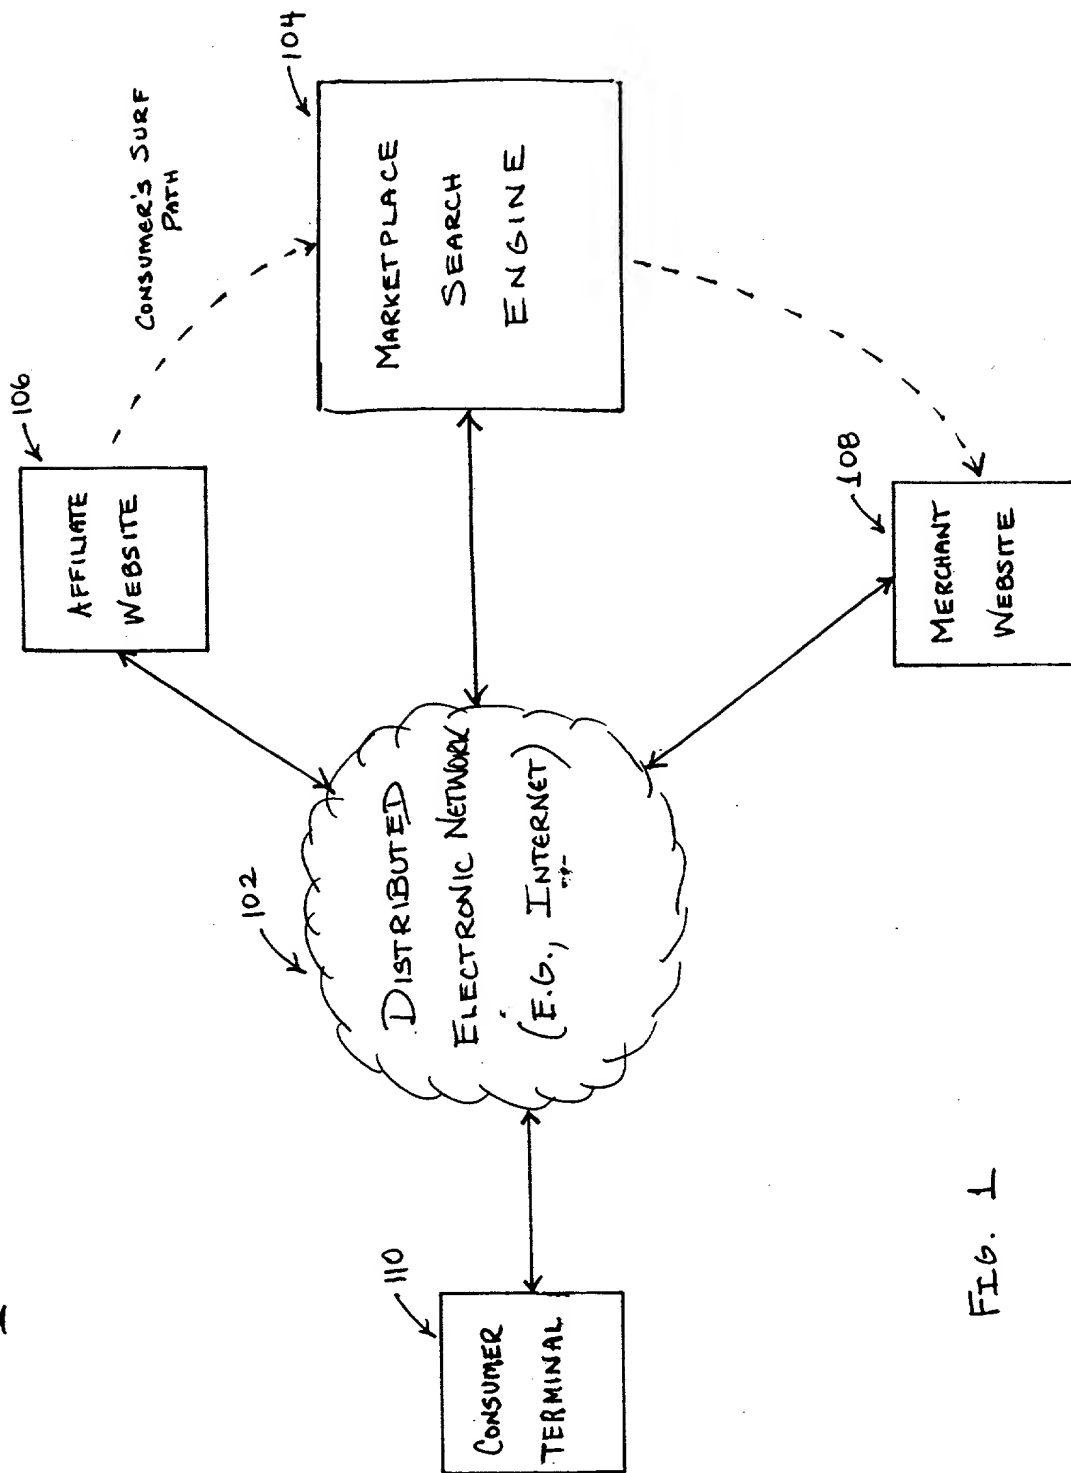 106
AFFILIATE
WEBSITE
CONSUMER'S SURF
PATH
104
MARKETPLACE
SEARCH
ENGINE
102
DISTRIBUTED
ELECTRONIC NETWORK
(E.G., INTERNET)
110
CONSUMER
TERMINAL
108
MERCHANT
WEBSITE
FIG. 1